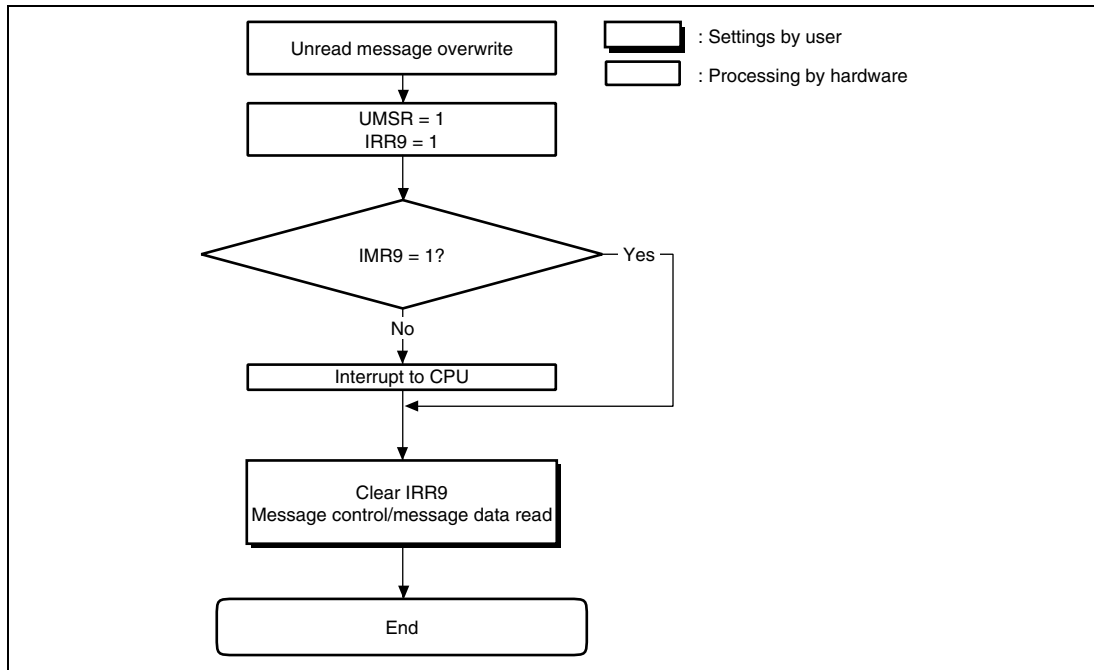 Unread message overwrite
: Settings by user
: Processing by hardware
UMSR = 1
IRR9 = 1
IMR9 = 1?
Yes
No
Interrupt to CPU
Clear IRR9
Message control/message data read
End